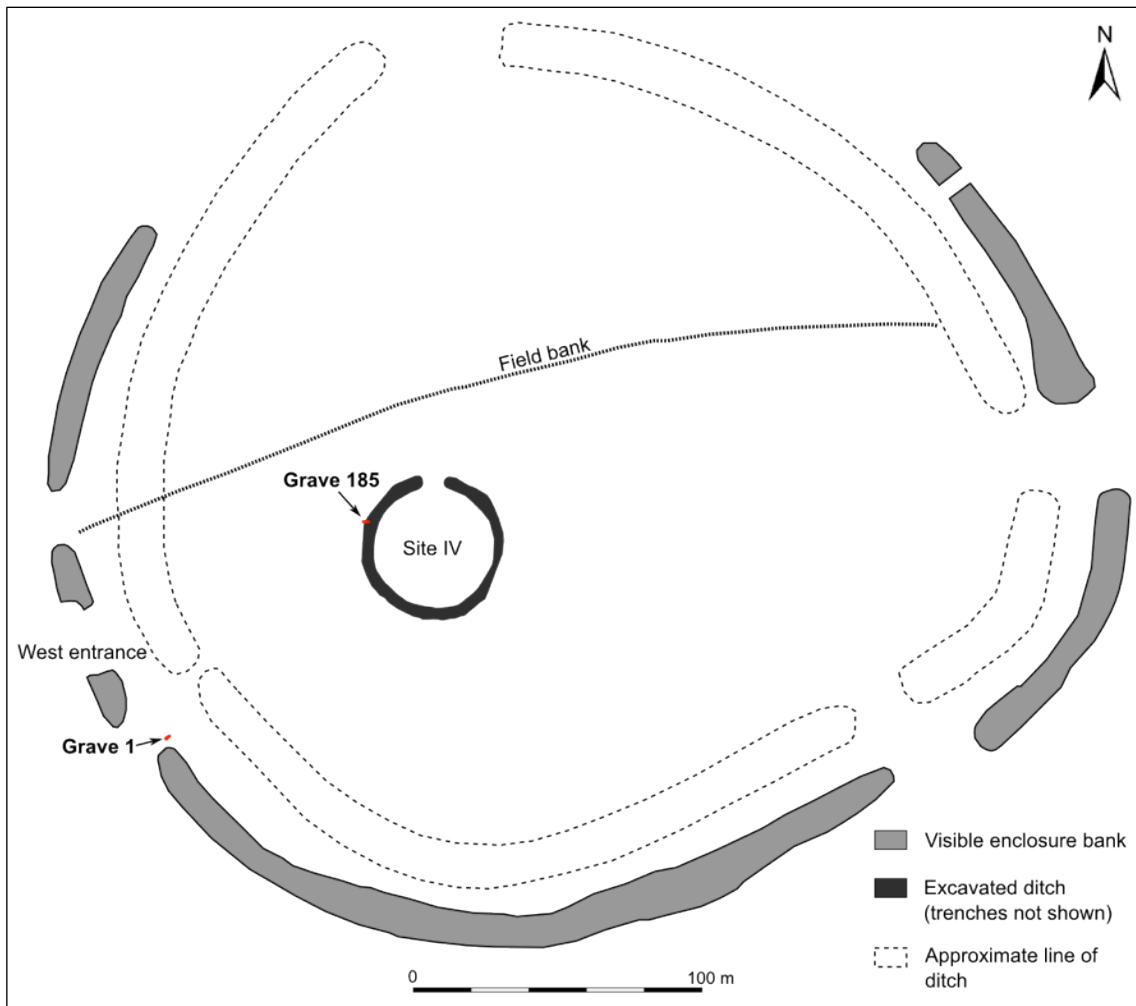 N
Field bank
Grave 185
Site IV
West entrance
Grave 1
Visible enclosure bank
Excavated ditch
(trenches not shown)
Approximate line of
ditch
0 100 m